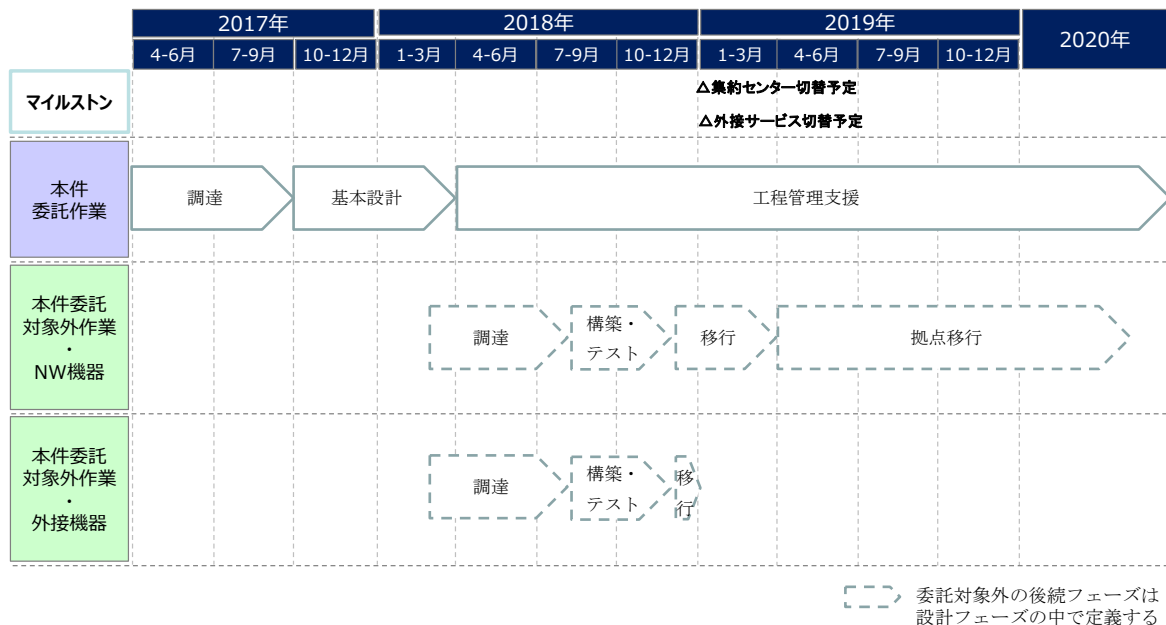 2017年
2018年
2019年
2020年
4-6月
7-9月
10-12月
1-3月
4-6月
7-9月
10-12月
1-3月
4-6月
7-9月
10-12月
マイルストン
△集約センター切替予定
△外接サービス切替予定
本件
委託作業
調達
基本設計
工程管理支援
本件委託
対象外作業
・
NW機器
調達
構築・
テスト
移行
拠点移行
本件委託
対象外作業
・
外接機器
調達
構築・
テスト
移
行
委託対象外の後続フェーズは
設計フェーズの中で定義する